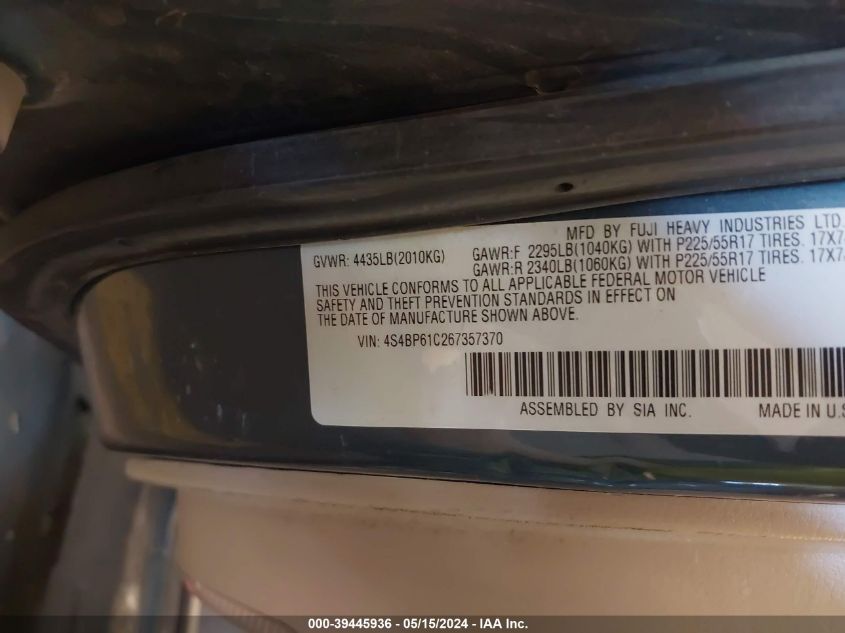 MFD BY FUJI HEAVY INDUSTRIES LTD.
GVWR: 4435LB(2010KG) GAWR:F 2295LB(1040KG) WITH P225/55R17 TIRES. 17X7
GAWR:R 2340LB(1060KG) WITH P225/55R17 TIRES. 17X7
THIS VEHICLE CONFORMS TO ALL APPLICABLE FEDERAL MOTOR VEHICLE
SAFETY AND THEFT PREVENTION STANDARDS IN EFFECT ON
THE DATE OF MANUFACTURE SHOWN ABOVE.
VIN: 4S4BP61C267357370
ASSEMBLED BY SIA INC. MADE IN U.S
000-39445936 - 05/15/2024 - IAA Inc.